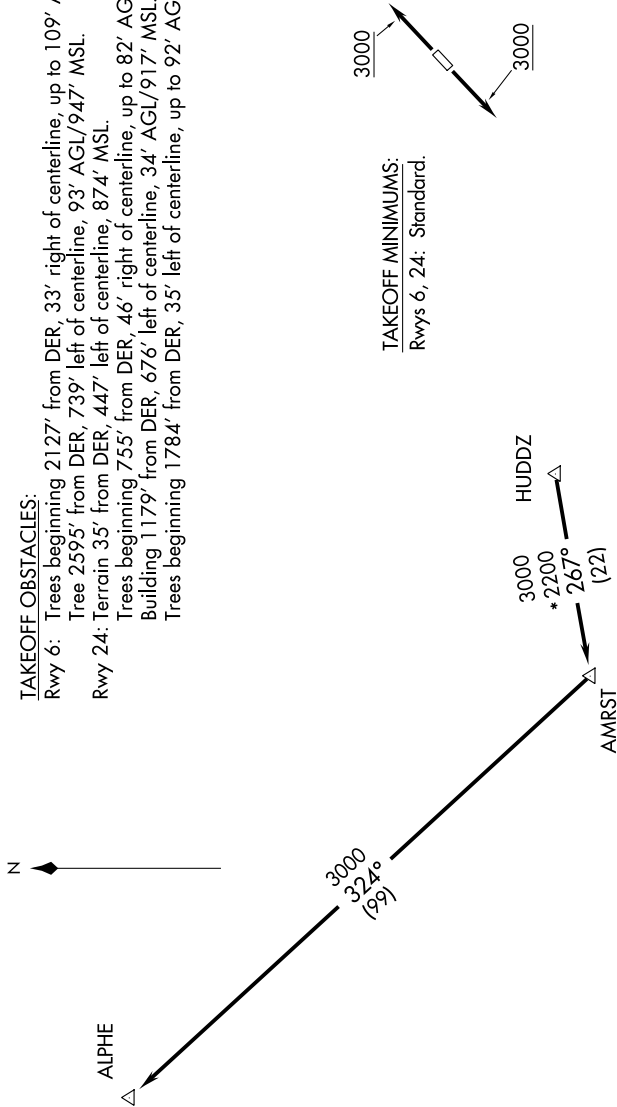 TAKEOFF OBSTACLES:
Rwy 6: Trees beginning 2127' from DER, 33' right of centerline, up to 109'
Tree 2595' from DER, 739' left of centerline, 93' AGL/947' MSL.
Rwy 24: Terrain 35' from DER, 447' left of centerline, 874' MSL.
Trees beginning 755' from DER, 46' right of centerline, up to 82' AG
Building 1179' from DER, 676' left of centerline, 34' AGL/917' MSL.
Trees beginning 1784' from DER, 35' left of centerline, up to 92' AG
3000
3000
TAKEOFF MINIMUMS:
Rwys 6, 24: Standard.
N
ALPHE
3000
324°
(99)
HUDDZ
3000
*2200
267°
(22)
AMRST